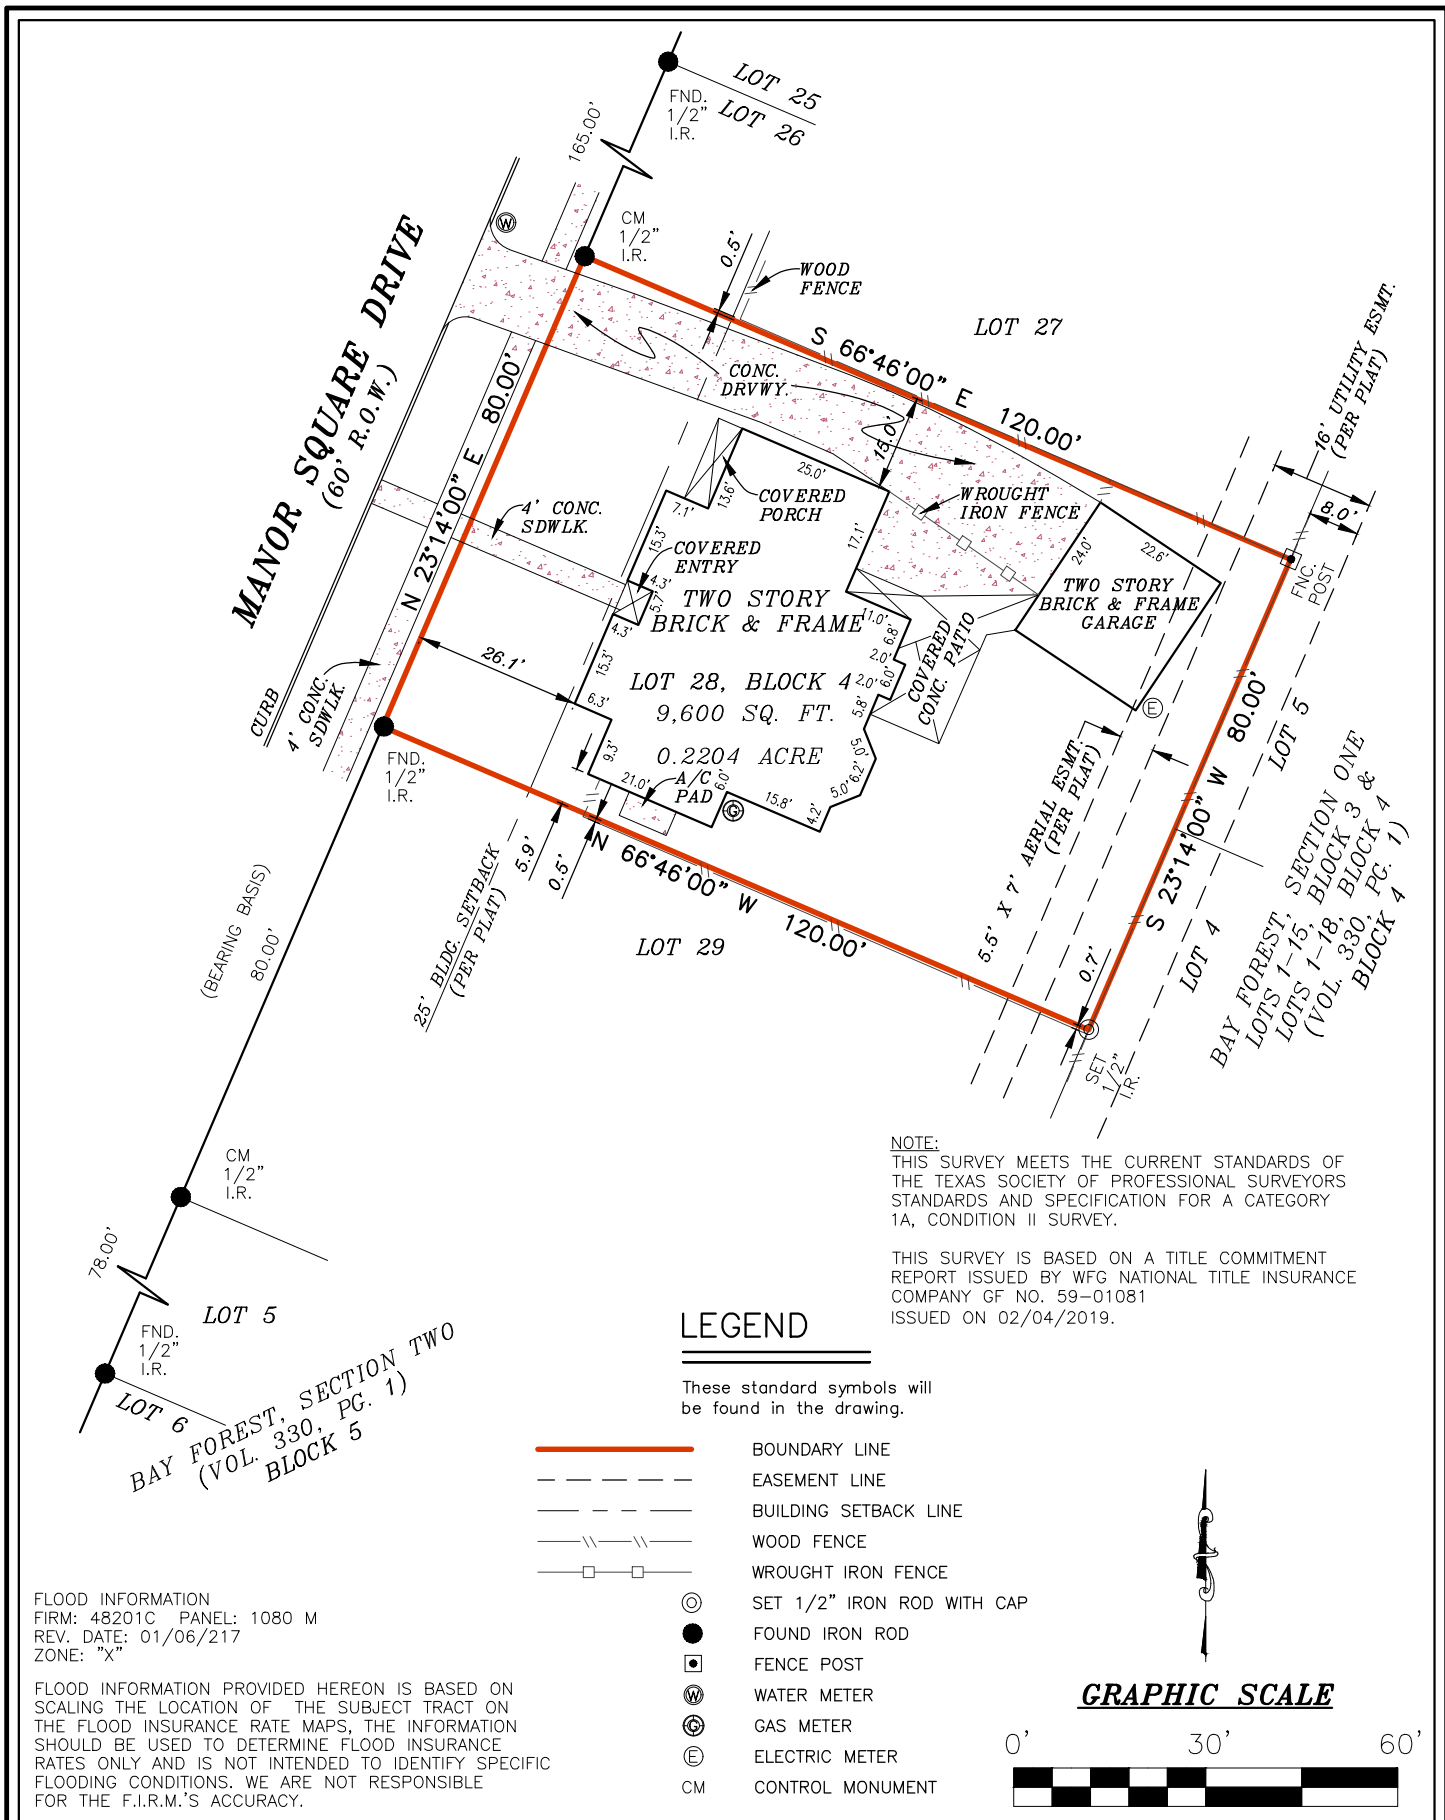 LOT 25
LOT 26
FND.
1/2"
I.R.
165.00'
CM
1/2"
I.R.
0.5'
WOOD
FENCE
LOT 27
MANOR SQUARE DRIVE
(60' R.O.W.)
S 66°46'00" E 120.00'
16' UTILITY ESMT.
(PER PLAT)
8.0'
CONC.
DRVWY.
15.0'
N 23°14'00" E 80.00'
25.0'
COVERED
PORCH
13.6'
7.1'
WROUGHT
IRON FENCE
4' CONC.
SDWLK.
15.3'
17.1'
24.0'
22.6'
FNC.
POST
COVERED
ENTRY
4.3'
5.7'
4.3'
TWO STORY
BRICK & FRAME
TWO STORY
BRICK & FRAME
GARAGE
11.0'
6.8'
2.0'
6.0'
2.0'
5.8'
COVERED
CONC. PATIO
26.1'
15.3'
6.3'
LOT 28, BLOCK 4
9,600 SQ. FT.
0.2204 ACRE
CURB
4' CONC.
SDWLK.
FND.
1/2"
I.R.
9.3'
21.0'
A/C
PAD
6.0'
15.8'
4.2'
5.0'
6.2'
5.0'
E
G
W
5.9'
0.5'
25' BLDG. SETBACK
(PER PLAT)
N 66°46'00" W 120.00'
LOT 29
5.5' X 7' AERIAL ESMT.
(PER PLAT)
S 23°14'00" W 80.00'
LOT 5
LOT 4
0.7'
SET
1/2"
I.R.
BAY FOREST, SECTION ONE
LOTS 1-15, BLOCK 3 &
LOTS 1-18, BLOCK 4
(VOL. 330, PG. 1)
BLOCK 4
(BEARING BASIS)
80.00'
CM
1/2"
I.R.
78.00'
LOT 5
FND.
1/2"
I.R.
LOT 6
BAY FOREST, SECTION TWO
(VOL. 330, PG. 1)
BLOCK 5
NOTE:
THIS SURVEY MEETS THE CURRENT STANDARDS OF
THE TEXAS SOCIETY OF PROFESSIONAL SURVEYORS
STANDARDS AND SPECIFICATION FOR A CATEGORY
1A, CONDITION II SURVEY.
THIS SURVEY IS BASED ON A TITLE COMMITMENT
REPORT ISSUED BY WFG NATIONAL TITLE INSURANCE
COMPANY GF NO. 59-01081
ISSUED ON 02/04/2019.
LEGEND
These standard symbols will
be found in the drawing.
BOUNDARY LINE
EASEMENT LINE
BUILDING SETBACK LINE
WOOD FENCE
WROUGHT IRON FENCE
SET 1/2" IRON ROD WITH CAP
FOUND IRON ROD
FENCE POST
W WATER METER
G GAS METER
E ELECTRIC METER
CM CONTROL MONUMENT
FLOOD INFORMATION
FIRM: 48201C PANEL: 1080 M
REV. DATE: 01/06/217
ZONE: "X"
FLOOD INFORMATION PROVIDED HEREON IS BASED ON
SCALING THE LOCATION OF THE SUBJECT TRACT ON
THE FLOOD INSURANCE RATE MAPS, THE INFORMATION
SHOULD BE USED TO DETERMINE FLOOD INSURANCE
RATES ONLY AND IS NOT INTENDED TO IDENTIFY SPECIFIC
FLOODING CONDITIONS. WE ARE NOT RESPONSIBLE
FOR THE F.I.R.M.'S ACCURACY.
GRAPHIC SCALE
0' 30' 60'